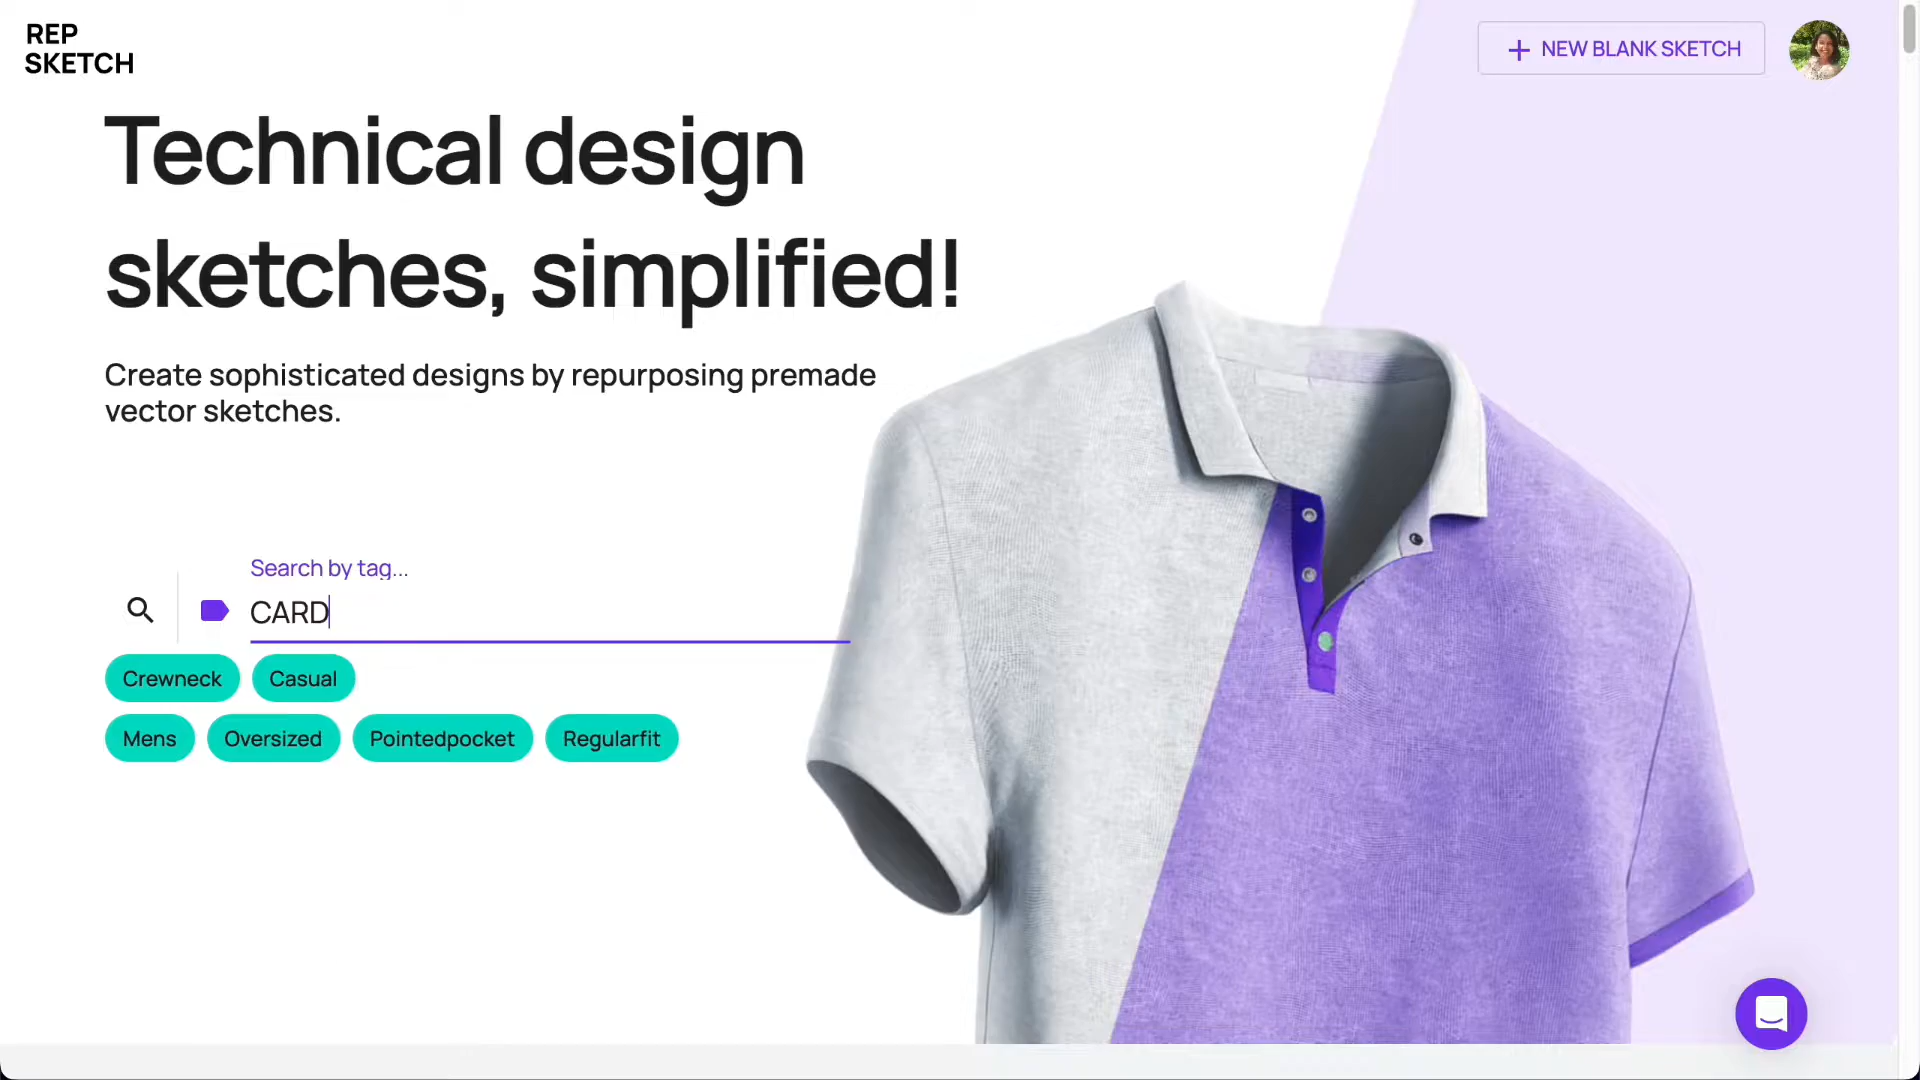 REP
SKETCH
NEW BLANK SKETCH
Technical design
sketches, simplified!
Create sophisticated designs by repurposing premade
vector sketches.
Search by tag...
CARD
Crewneck Casual
Mens Oversized Pointedpocket Regularfit